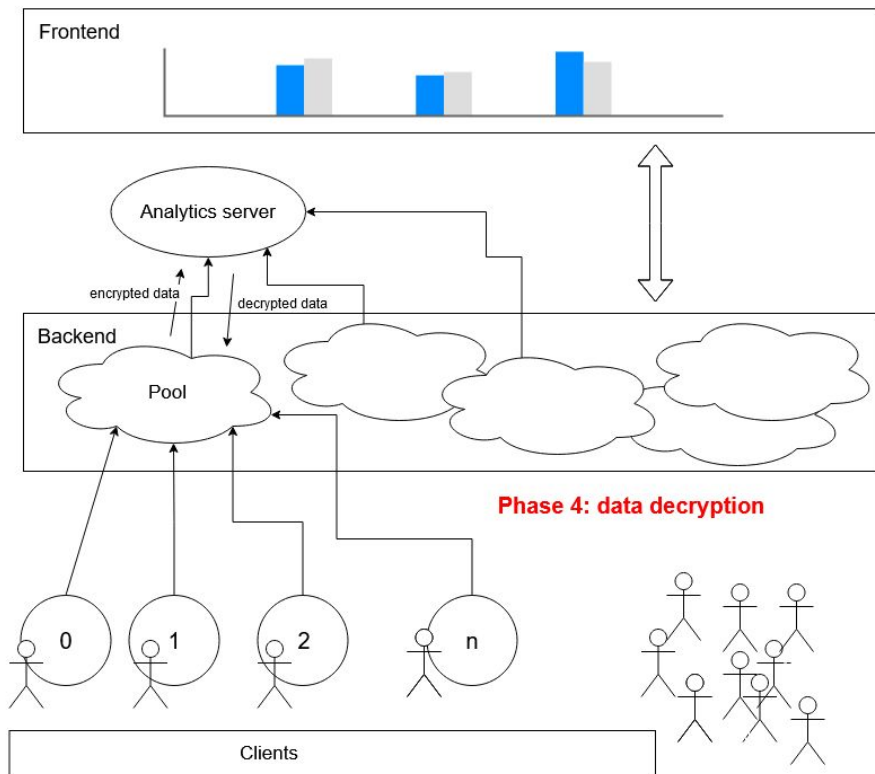 Frontend
Analytics server
encrypted data
decrypted data
Backend
Pool
Phase 4: data decryption
0
1
2
n
Clients